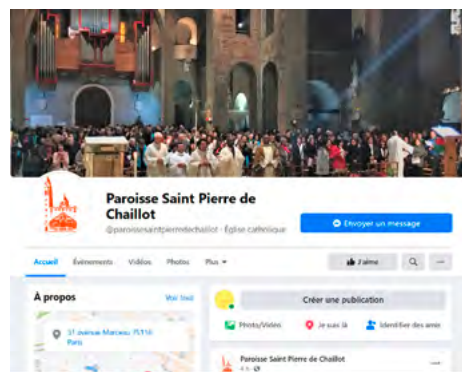 Paroisse Saint Pierre de
Chaillot
@paroissesaintpierredechaillot · Église catholique
Envoyer un message
Accueil Événements Vidéos Photos Plus
J'aime
À propos
Voir tout
31 avenue Marceau 75116
Paris
Créer une publication
Photo/Vidéo Je suis là Identifier des amis
Paroisse Saint Pierre de Chaillot
4 h